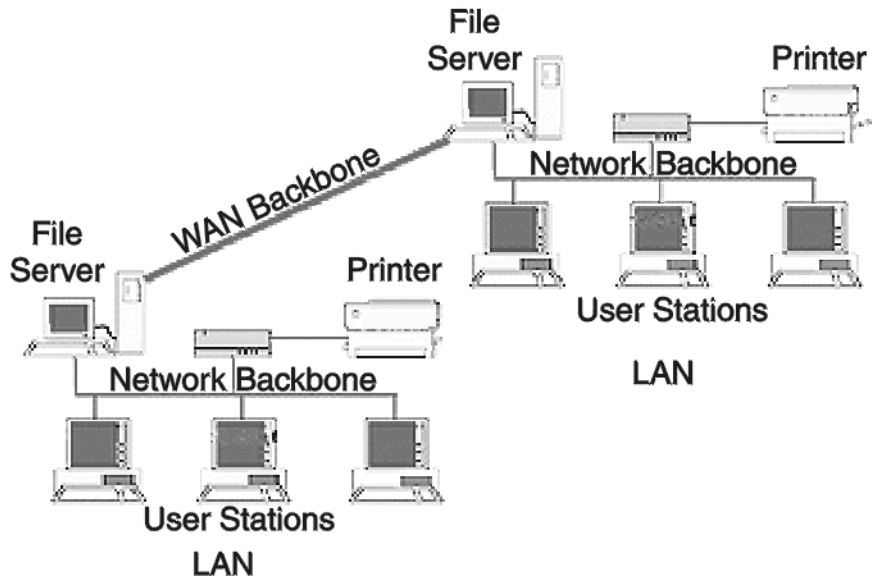 File
Server
Printer
Network Backbone
WAN Backbone
User Stations
LAN
File
Server
Printer
Network Backbone
User Stations
LAN